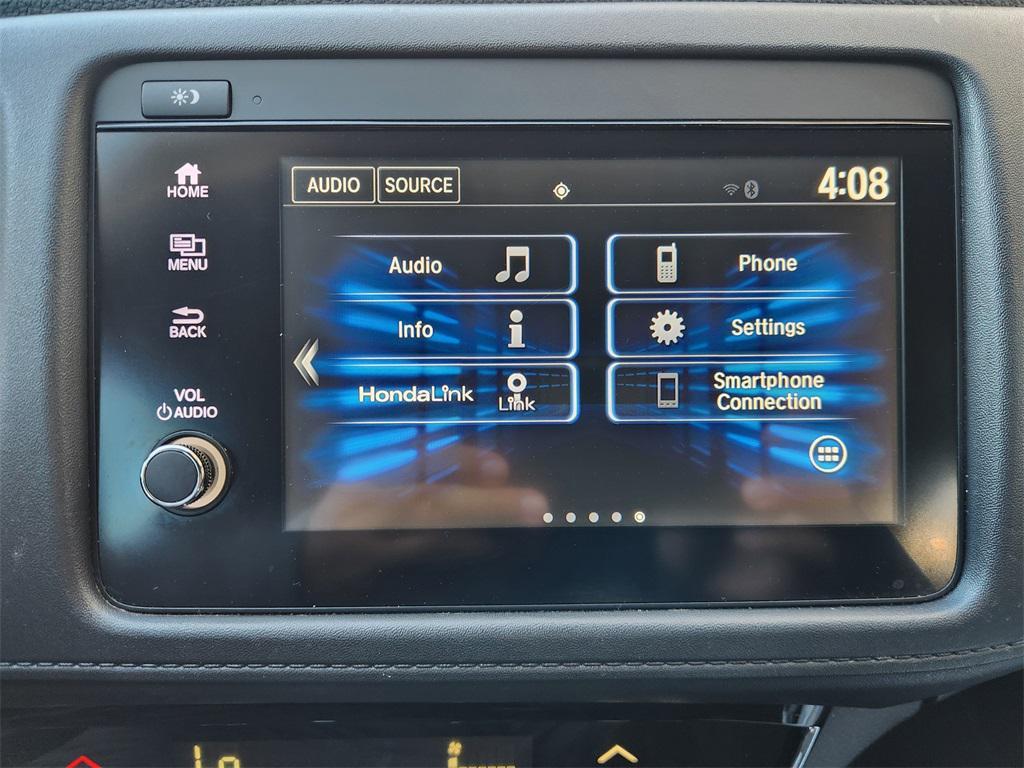 AUDIO SOURCE 4:08
HOME
MENU
BACK
VOL
AUDIO
Audio
Phone
Info
Settings
HondaLink
Link
Smartphone
Connection